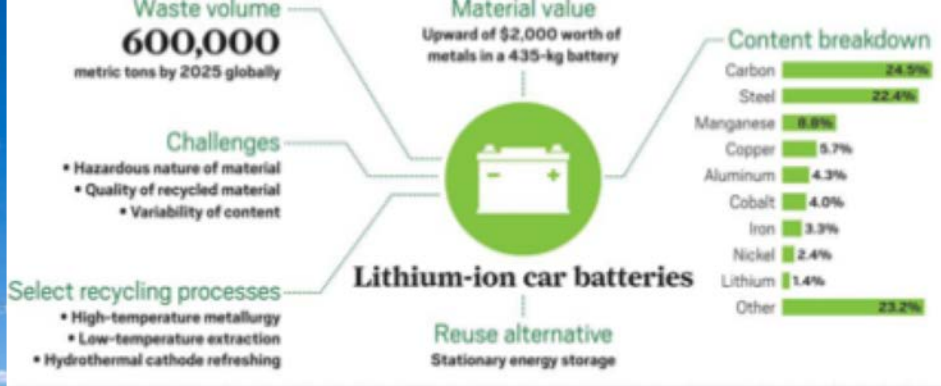 Waste volume
600,000
metric tons by 2025 globally
Challenges
• Hazardous nature of material
• Quality of recycled material
• Variability of content
Select recycling processes
• High-temperature metallurgy
• Low-temperature extraction
• Hydrothermal cathode refreshing
Material value
Upward of $2,000 worth of
metals in a 435-kg battery
Lithium-ion car batteries
Reuse alternative
Stationary energy storage
Content breakdown
Carbon 24.5%
Steel 22.4%
Manganese 8.8%
Copper 5.7%
Aluminum 4.3%
Cobalt 4.0%
Iron 3.3%
Nickel 2.4%
Lithium 1.4%
Other 23.2%